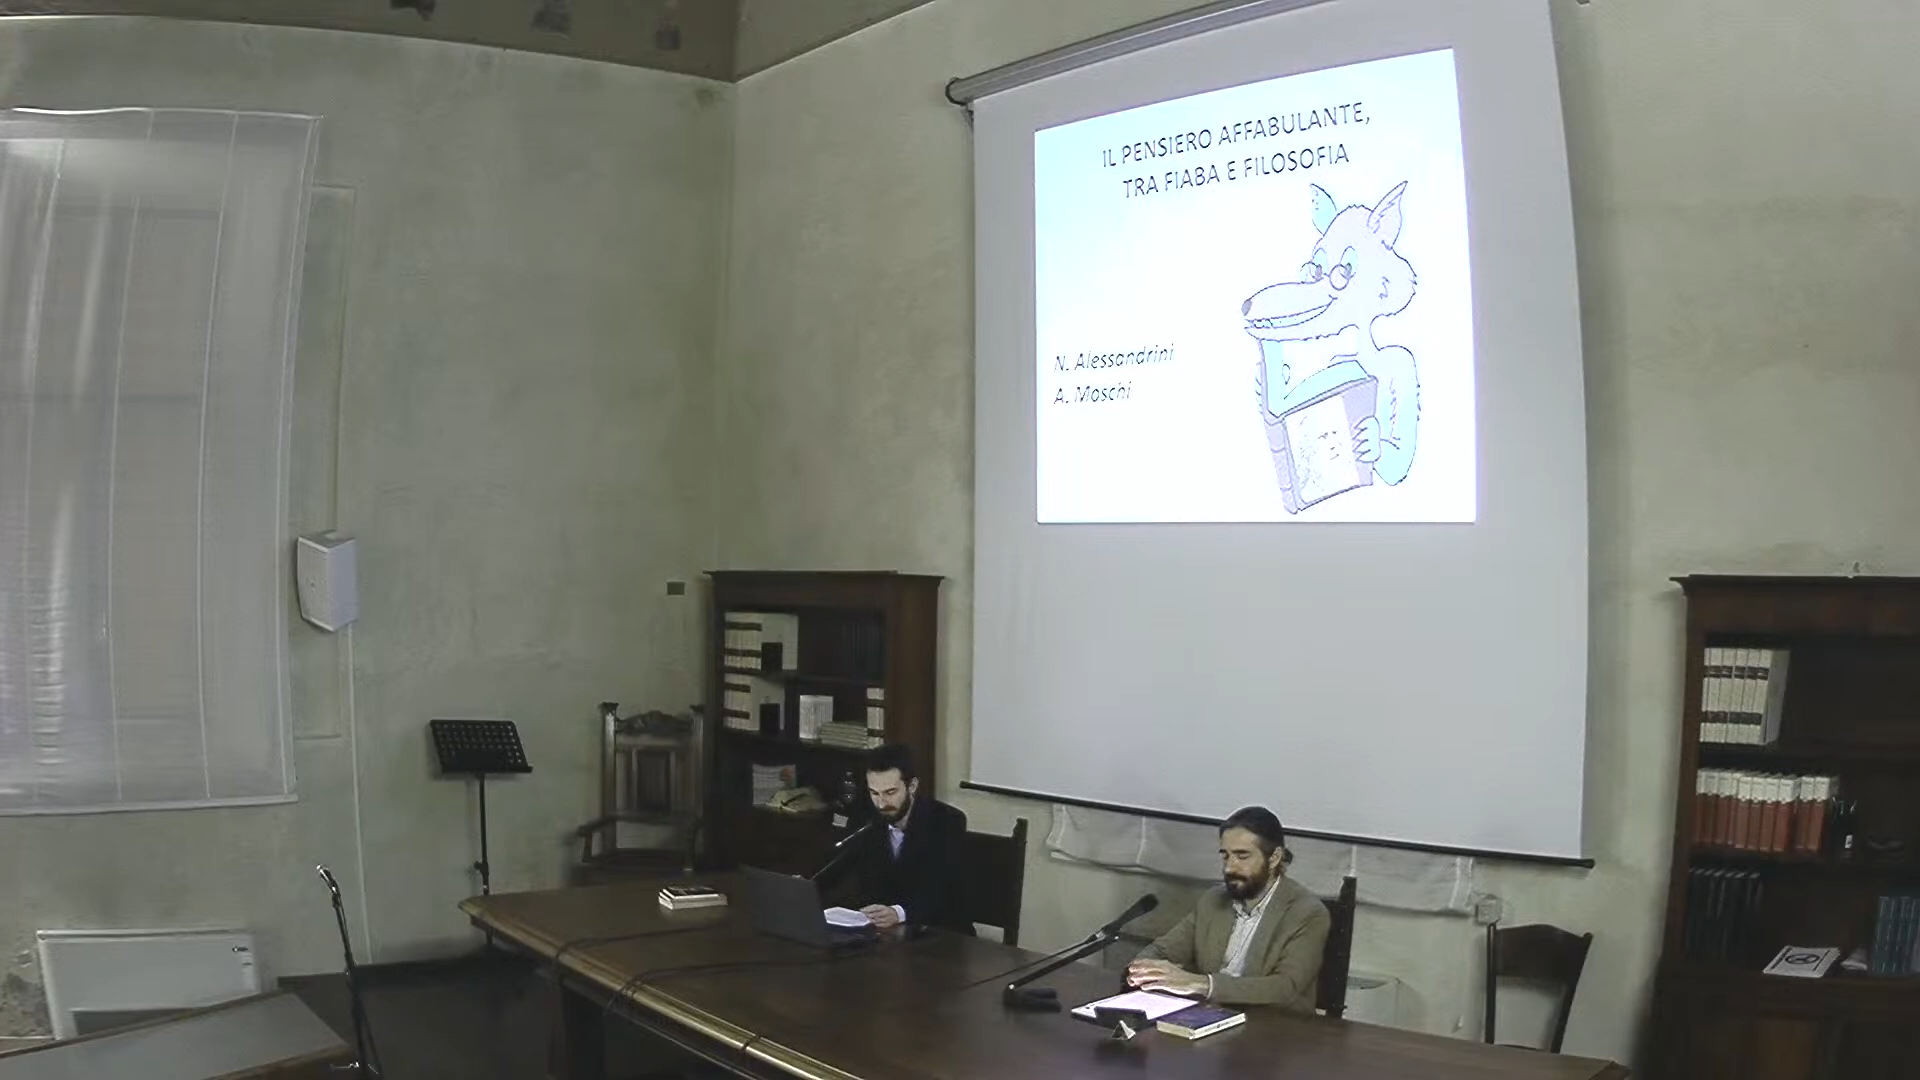 IL PENSIERO AFFABULANTE,
TRA FIABA E FILOSOFIA
N. Alessandrini
A. Moschi